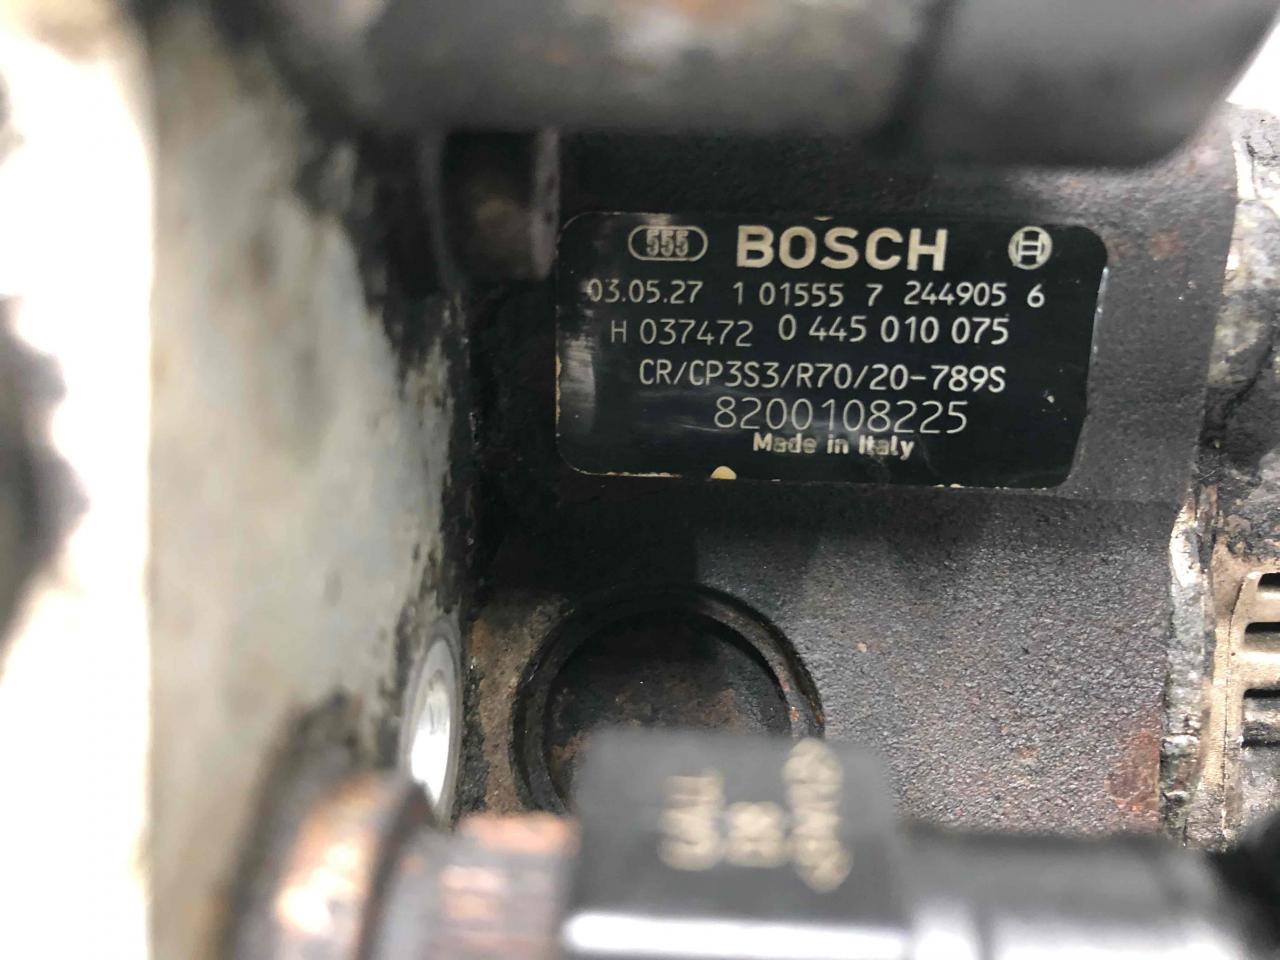 555 BOSCH
03.05.27 1 01555 7 244905 6
H 037472 0 445 010 075
CR/CP3S3/R70/20-789S
8200108225
Made in Italy